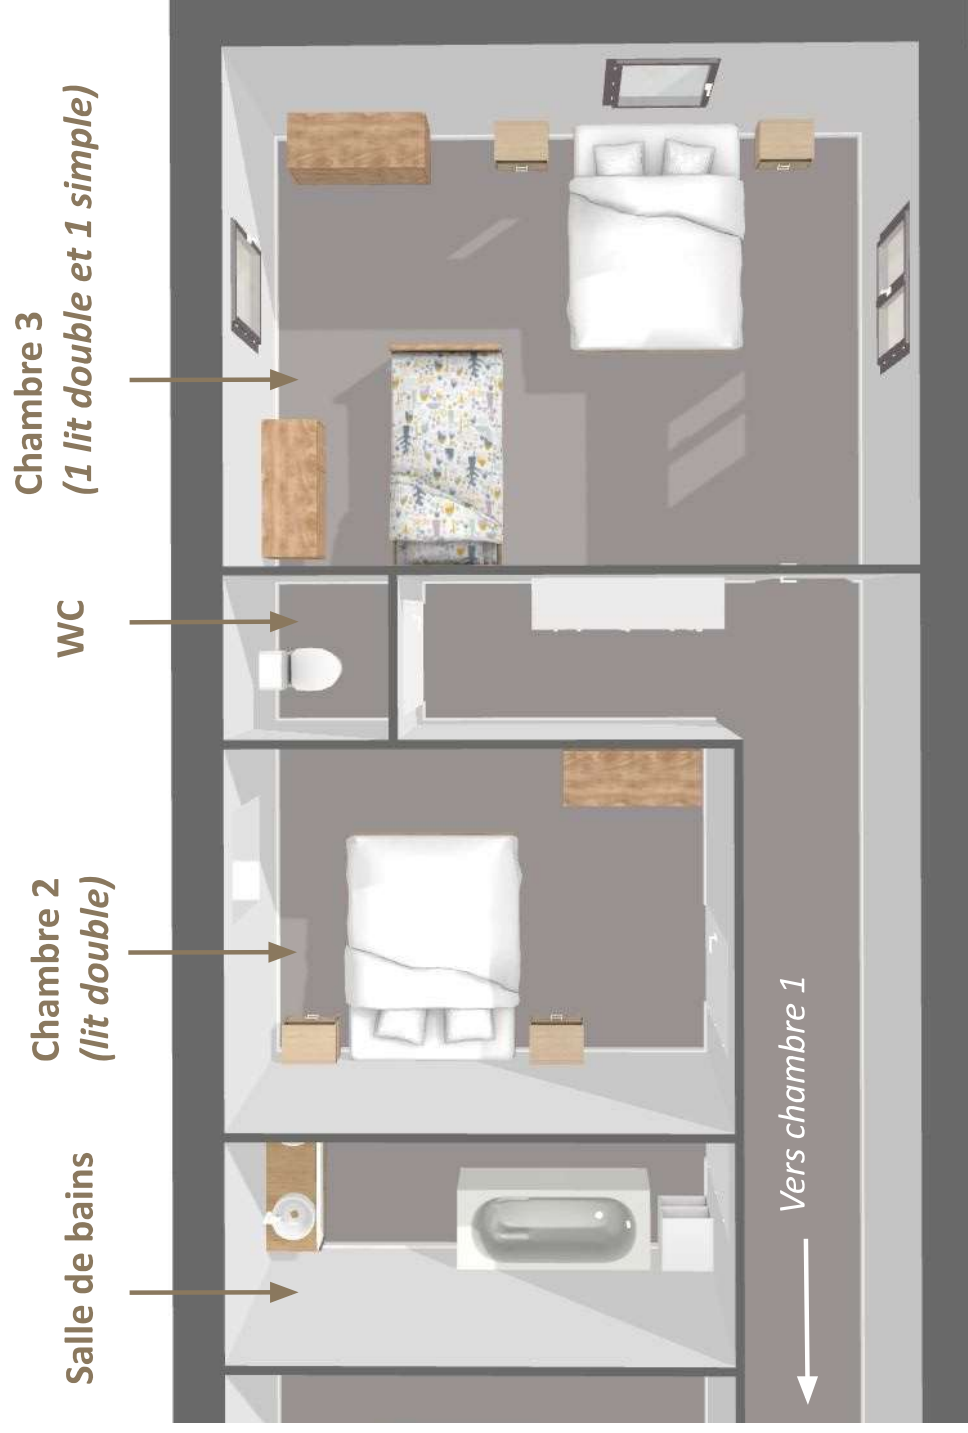 Chambre 3
(1 lit double et 1 simple)
WC
Chambre 2
(lit double)
Salle de bains
Vers chambre 1